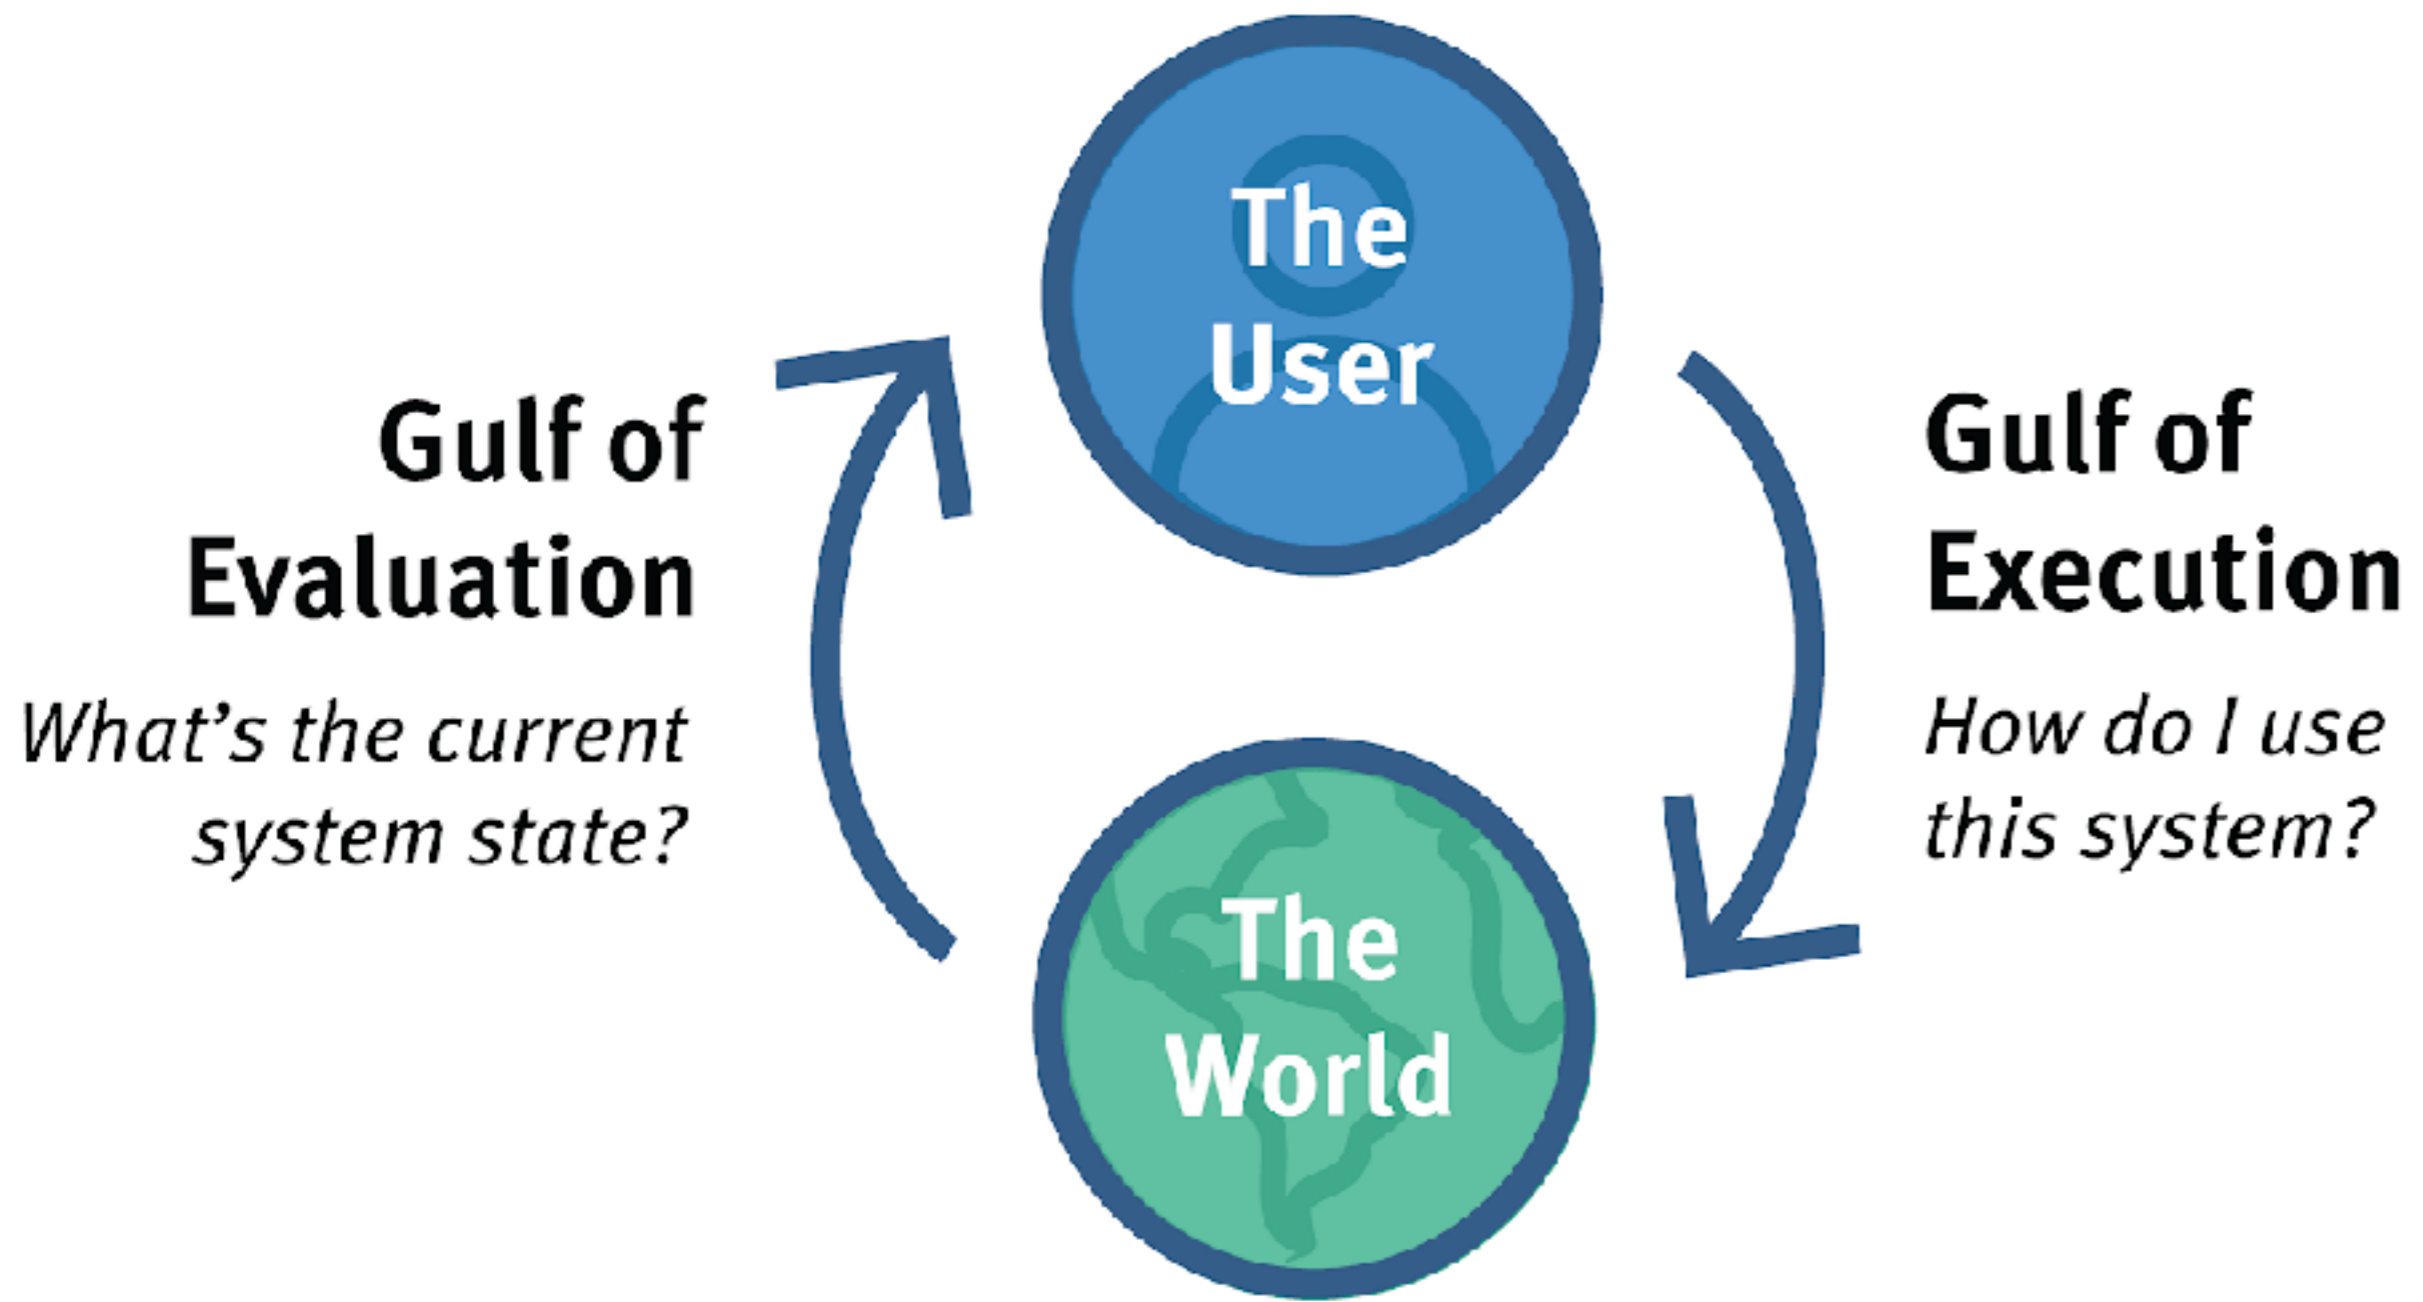 The
User
Gulf of
Evaluation
What’s the current
system state?
Gulf of
Execution
How do I use
this system?
The
World